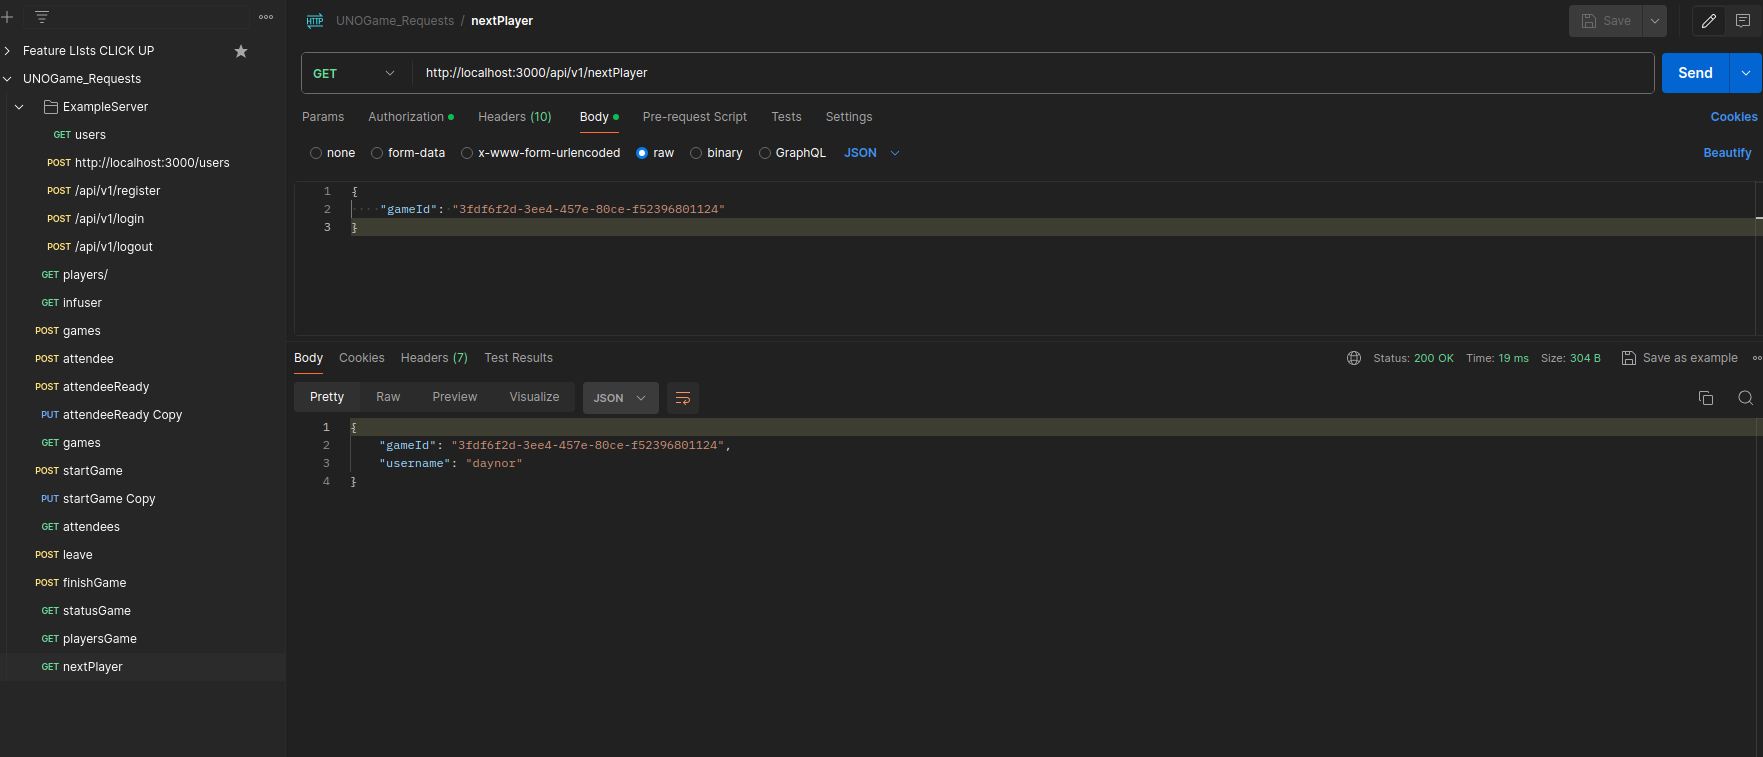 UNOGame_Requests / nextPlayer
Save
GET
http://localhost:3000/api/v1/nextPlayer
Send
Params Authorization Headers (10) Body Pre-request Script Tests Settings
Cookies
none form-data x-www-form-urlencoded raw binary GraphQL JSON
Beautify
1 {
2 "gameId": "3fdf6f2d-3ee4-457e-80ce-f52396801124"
3 }
Body Cookies Headers (7) Test Results
Status: 200 OK Time: 19 ms Size: 304 B
Save as example
Pretty Raw Preview Visualize JSON
1 {
2 "gameId": "3fdf6f2d-3ee4-457e-80ce-f52396801124",
3 "username": "daynor"
4 }
Feature LIsts CLICK UP
UNOGame_Requests
ExampleServer
GET users
POST http://localhost:3000/users
POST /api/v1/register
POST /api/v1/login
POST /api/v1/logout
GET players/
GET infuser
POST games
POST attendee
POST attendeeReady
PUT attendeeReady Copy
GET games
POST startGame
PUT startGame Copy
GET attendees
POST leave
POST finishGame
GET statusGame
GET playersGame
GET nextPlayer